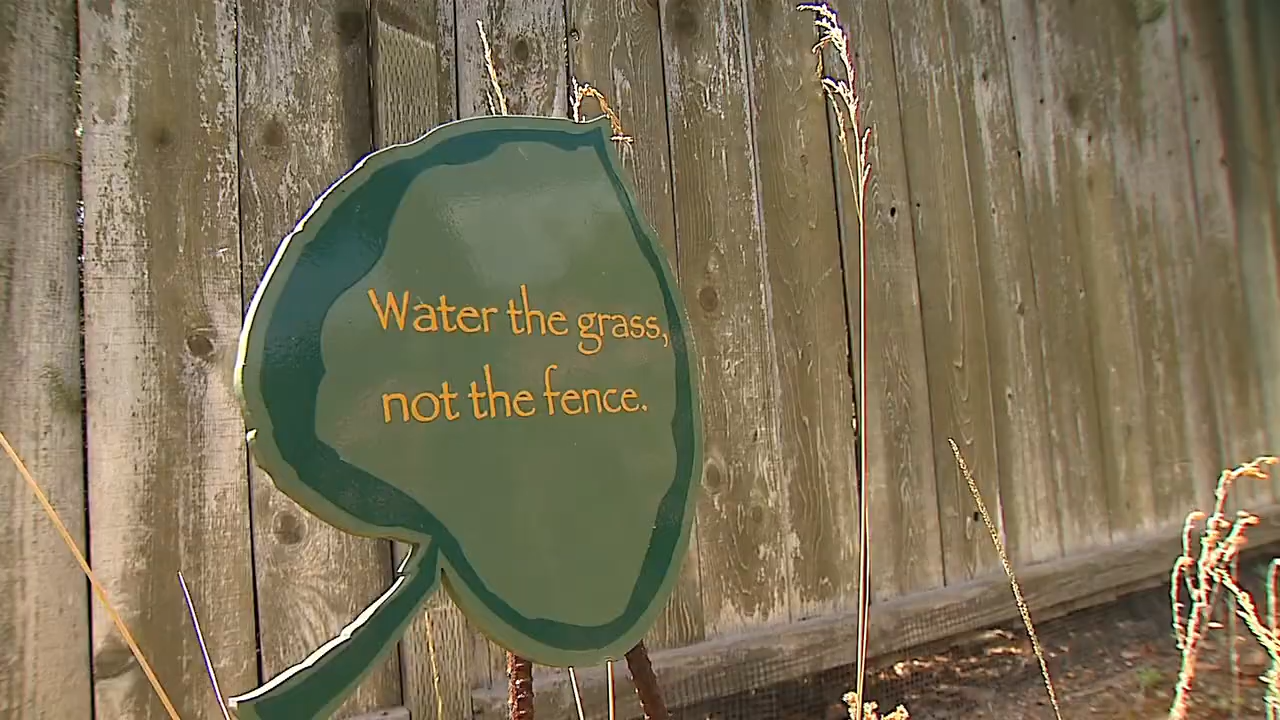 Water the grass,
not the fence.